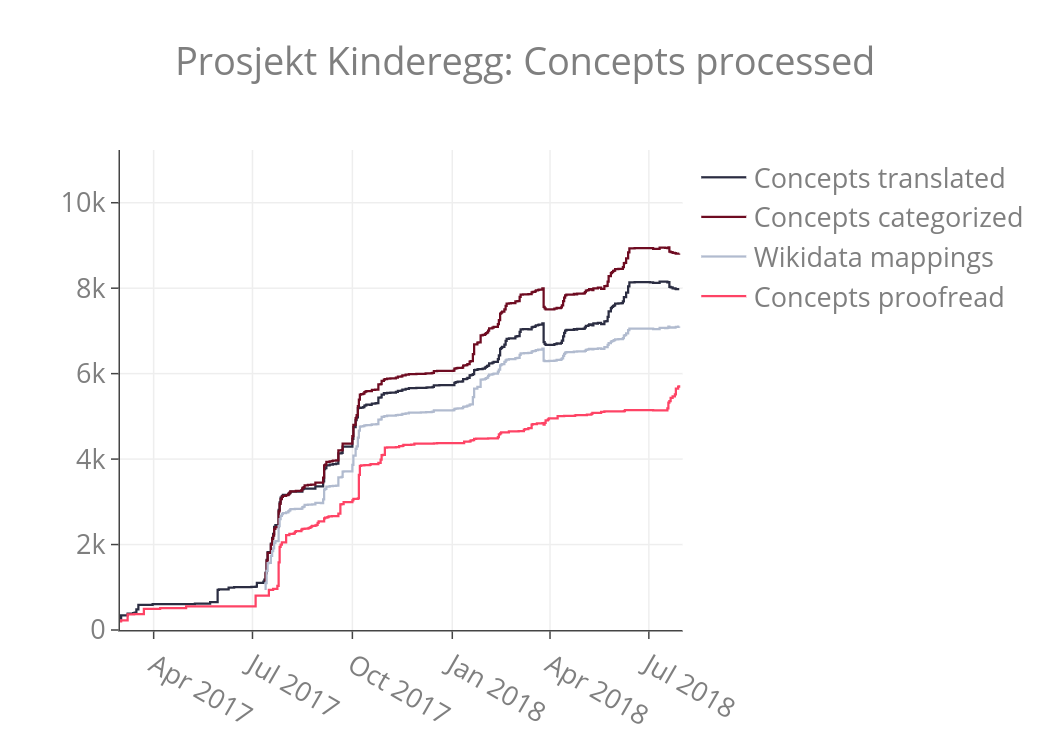 Prosjekt Kinderegg: Concepts processed
10k
8k
6k
4k
2k
0
Apr 2017
Jul 2017
Oct 2017
Jan 2018
Apr 2018
Jul 2018
Concepts translated
Concepts categorized
Wikidata mappings
Concepts proofread